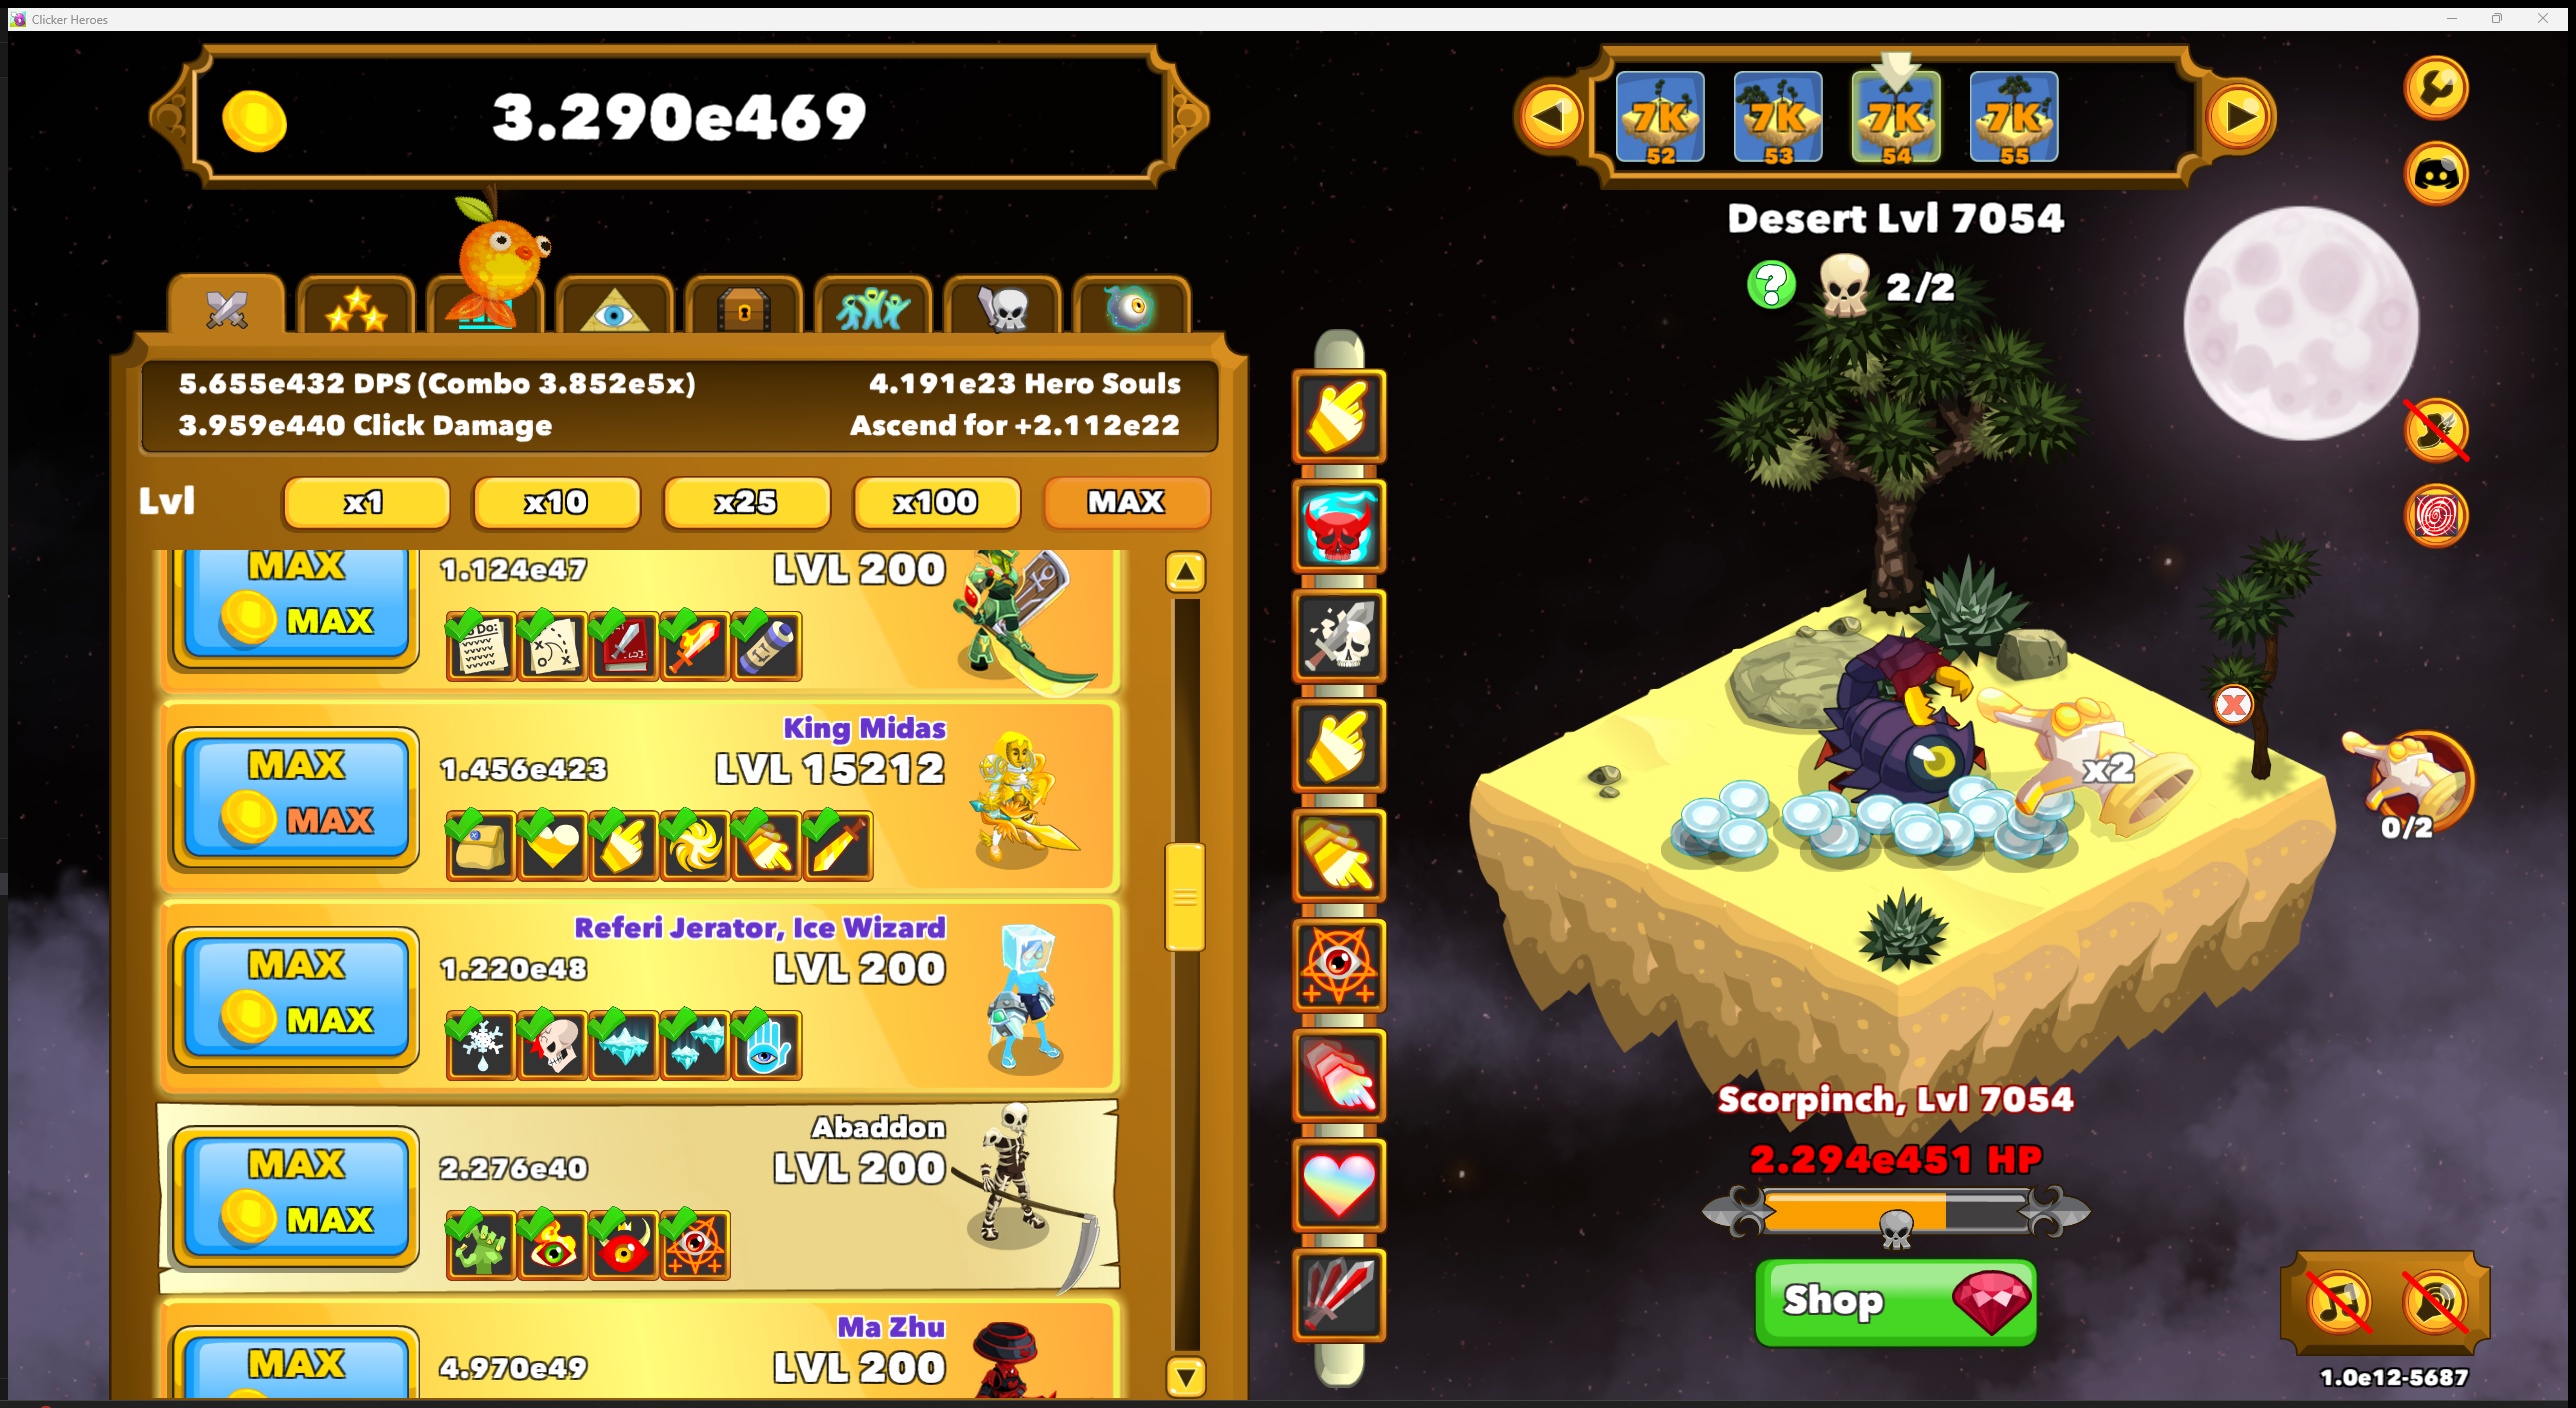 Clicker Heroes
3.290e469
7K
52
7K
53
7K
54
7K
55
Desert Lvl 7054
2/2
5.655e432 DPS (Combo 3.852e5x)
4.191e23 Hero Souls
3.959e440 Click Damage
Ascend for +2.112e22
Lvl
x1
x10
x25
x100
MAX
MAX
MAX
1.124e47
LVL 200
King Midas
MAX
MAX
1.456e423
LVL 15212
Referi Jerator, Ice Wizard
MAX
MAX
1.220e48
LVL 200
Abaddon
MAX
MAX
2.276e40
LVL 200
Ma Zhu
MAX
4.970e49
LVL 200
x2
0/2
Scorpinch, Lvl 7054
2.294e451 HP
Shop
1.0e12-5687